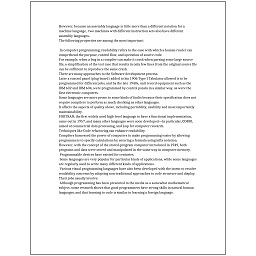 However, because an assembly language is little more than a different notation for a
machine language, two machines with different instruction sets also have different
assembly languages.
The following properties are among the most important:

In computer programming, readability refers to the ease with which a human reader can
comprehend the purpose, control flow, and operation of source code.
For example, when a bug in a compiler can make it crash when parsing some large source
file, a simplification of the test case that results in only few lines from the original source file
can be sufficient to reproduce the same crash.
There are many approaches to the Software development process.
Later a control panel (plug board) added to his 1906 Type I Tabulator allowed it to be
programmed for different jobs, and by the late 1940s, unit record equipment such as the
IBM 602 and IBM 604, were programmed by control panels in a similar way, as were the
first electronic computers.
Some languages are more prone to some kinds of faults because their specification does not
require compilers to perform as much checking as other languages.
It affects the aspects of quality above, including portability, usability and most importantly
maintainability.
FORTRAN, the first widely used high-level language to have a functional implementation,
came out in 1957, and many other languages were soon developed—in particular, COBOL
aimed at commercial data processing, and Lisp for computer research.
Techniques like Code refactoring can enhance readability.
Compilers harnessed the power of computers to make programming easier by allowing
programmers to specify calculations by entering a formula using infix notation.
However, with the concept of the stored-program computer introduced in 1949, both
programs and data were stored and manipulated in the same way in computer memory.
Programmable devices have existed for centuries.
Some languages are very popular for particular kinds of applications, while some languages
are regularly used to write many different kinds of applications.
Various visual programming languages have also been developed with the intent to resolve
readability concerns by adopting non-traditional approaches to code structure and display.
Their jobs usually involve:
Although programming has been presented in the media as a somewhat mathematical
subject, some research shows that good programmers have strong skills in natural human
languages, and that learning to code is similar to learning a foreign language.